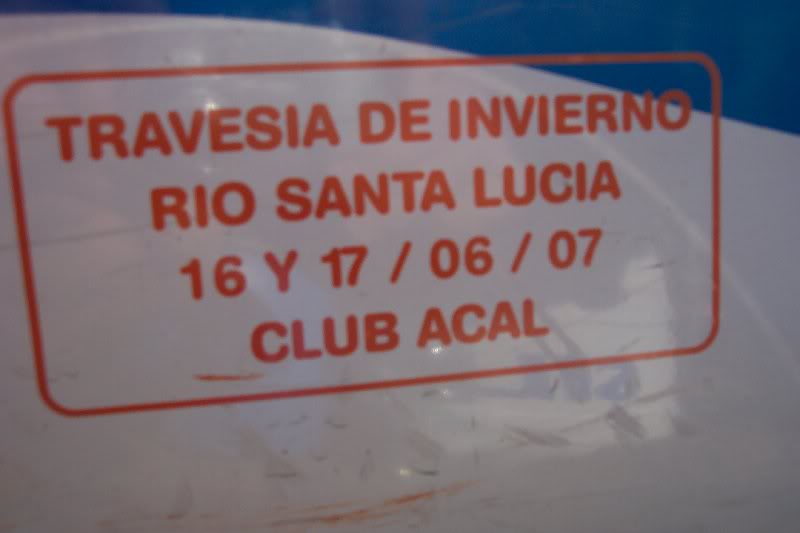 TRAVESIA DE INVIERNO
RIO SANTA LUCIA
16 Y 17 / 06 / 07
CLUB ACAL